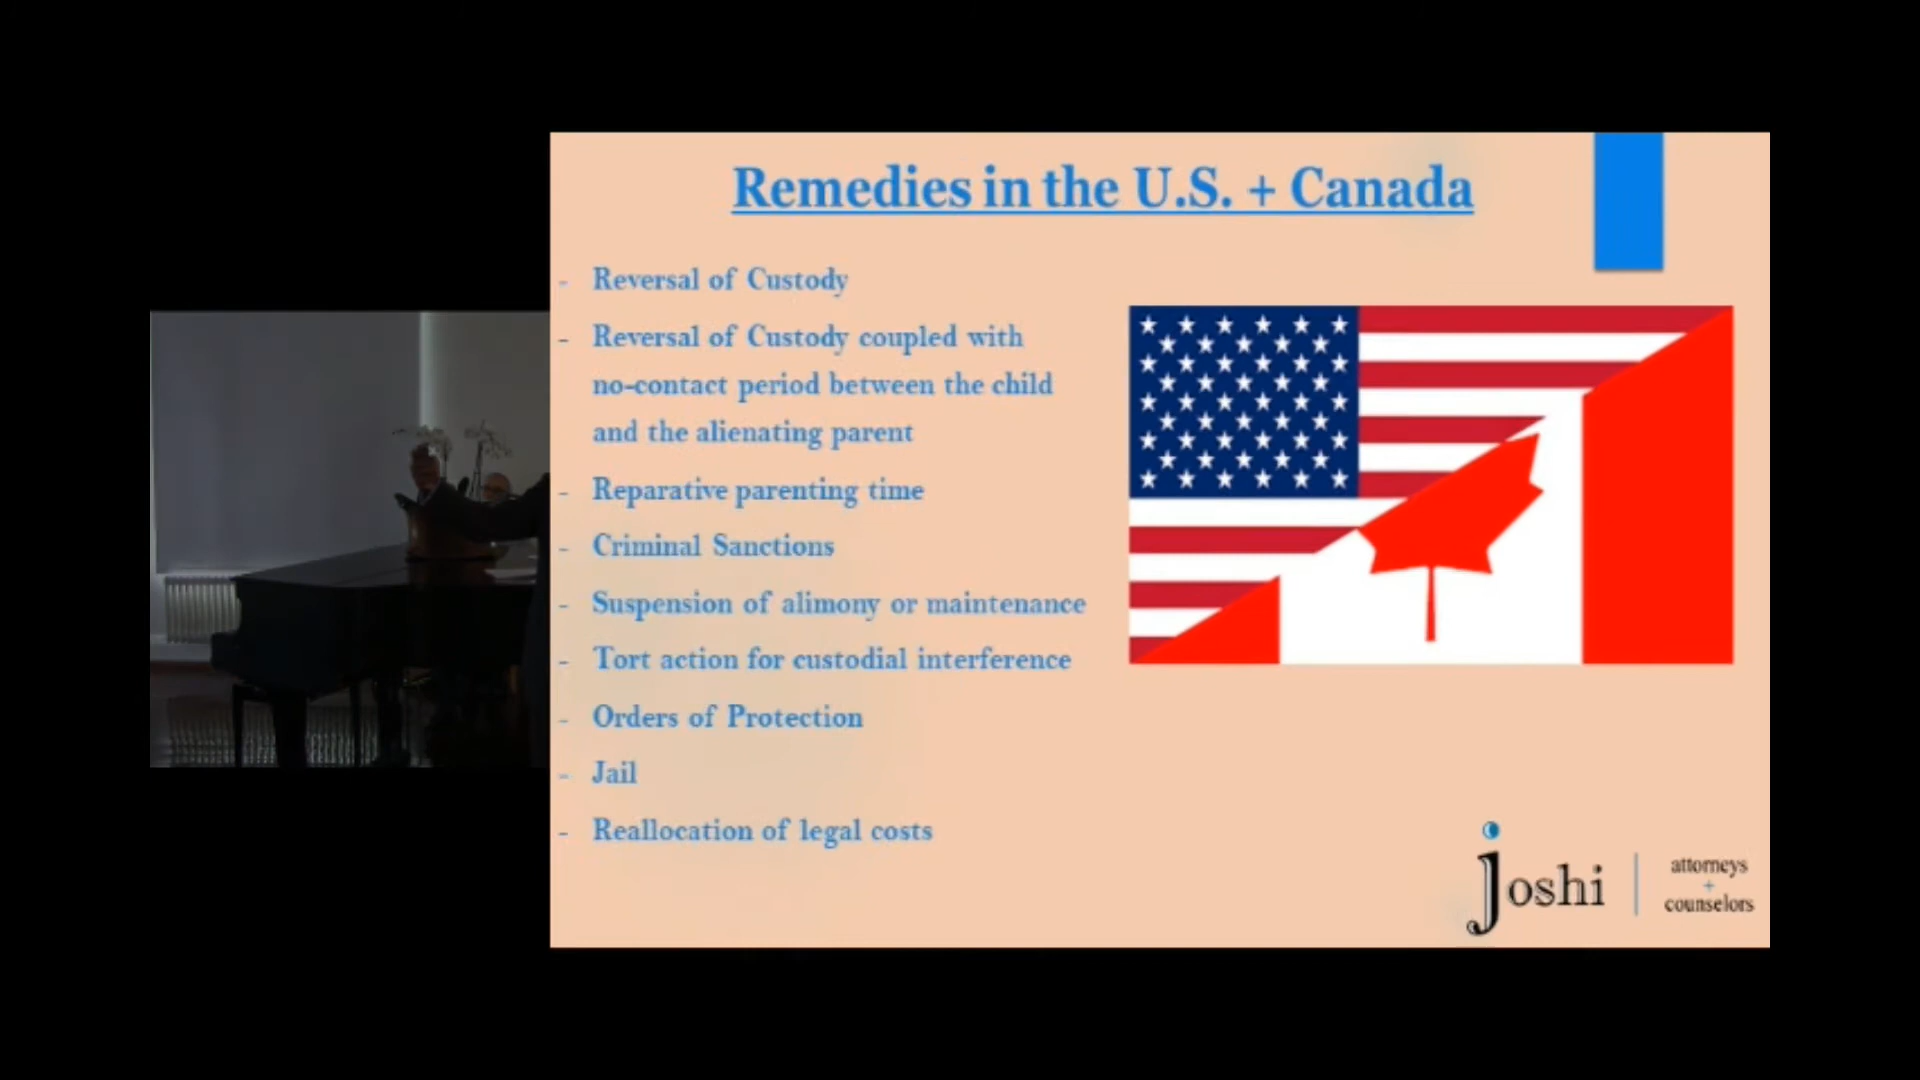 Remedies in the U.S. + Canada
- Reversal of Custody
- Reversal of Custody coupled with
no-contact period between the child
and the alienating parent
- Reparative parenting time
- Criminal Sanctions
- Suspension of alimony or maintenance
- Tort action for custodial interference
- Orders of Protection
- Jail
- Reallocation of legal costs
joshi
attorneys
+
counselors